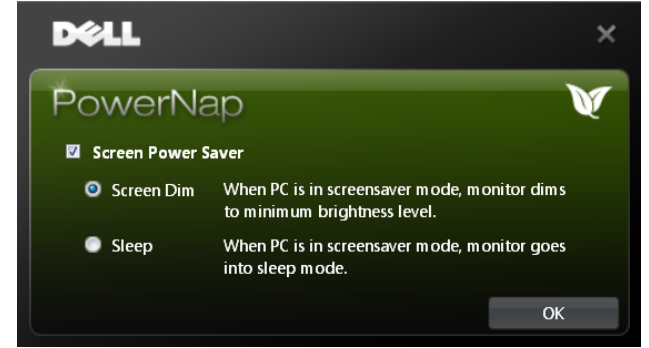 DELL
PowerNap
Screen Power Saver
Screen Dim When PC is in screensaver mode, monitor dims
to minimum brightness level.
Sleep When PC is in screensaver mode, monitor goes
into sleep mode.
OK